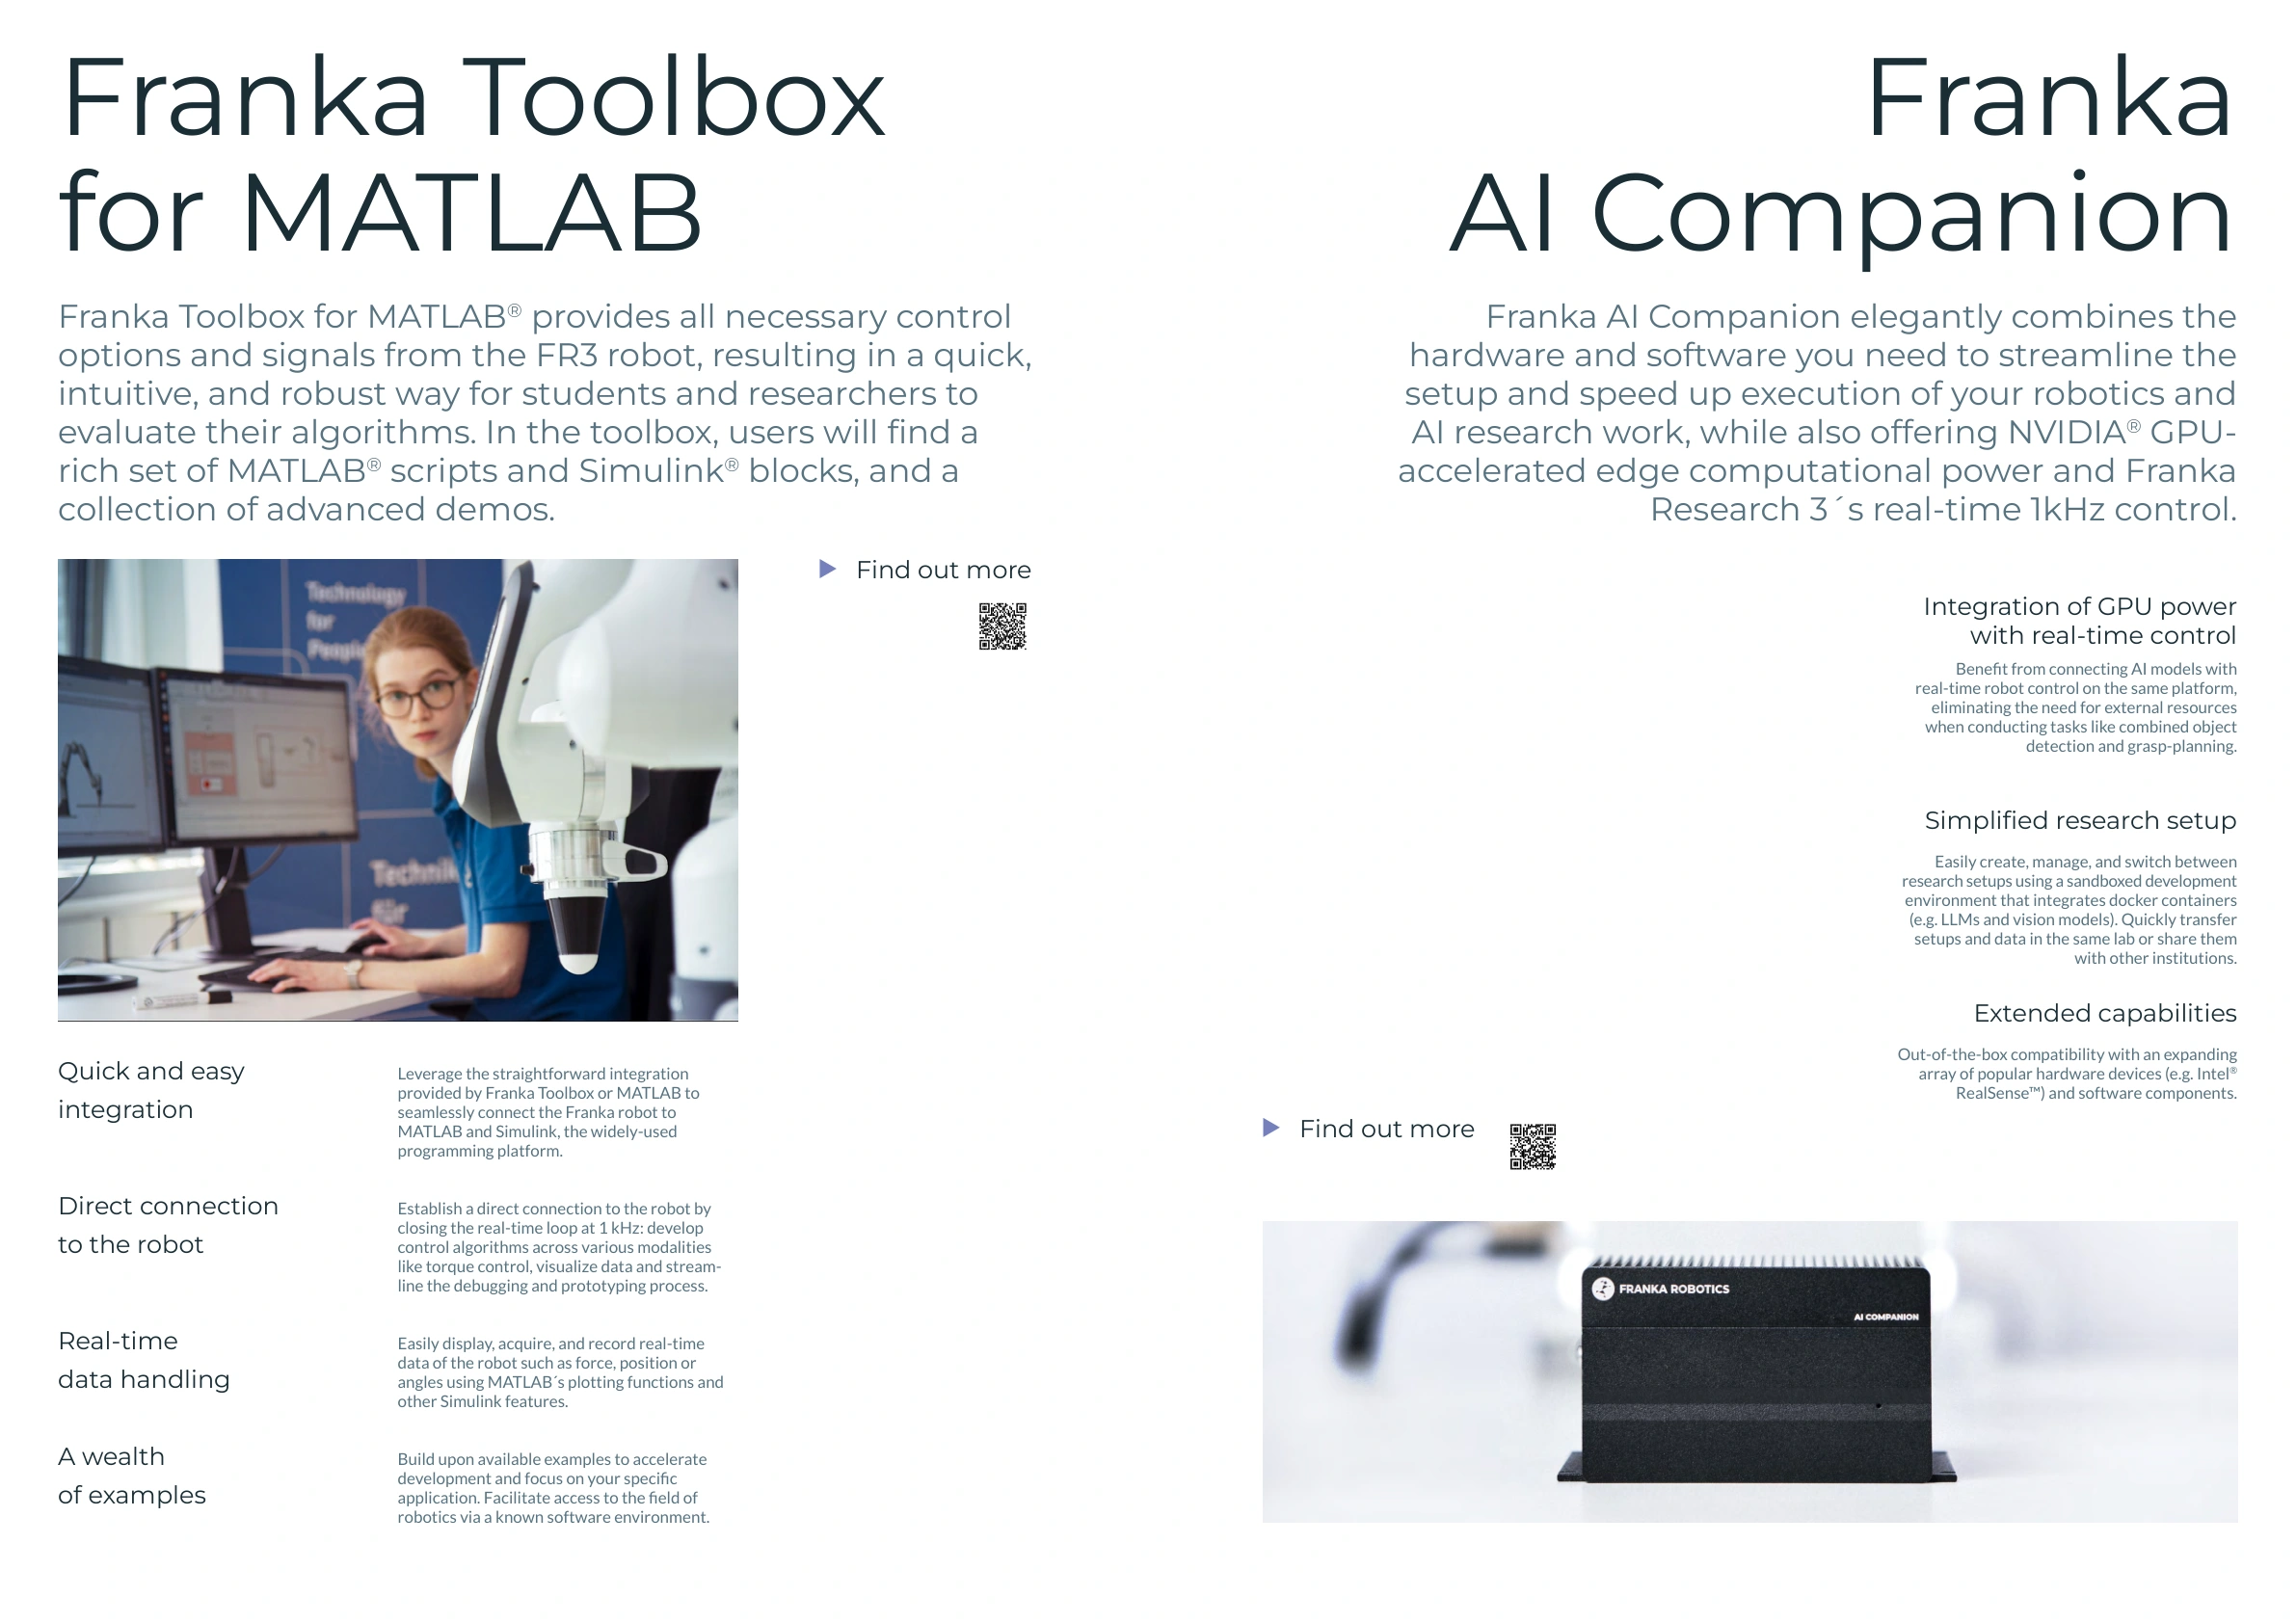 Franka Toolbox
for MATLAB
Franka Toolbox for MATLAB® provides all necessary control
options and signals from the FR3 robot, resulting in a quick,
intuitive, and robust way for students and researchers to
evaluate their algorithms. In the toolbox, users will find a
rich set of MATLAB® scripts and Simulink® blocks, and a
collection of advanced demos.
Technology
for
People
Technik
für
Find out more
Quick and easy
integration
Leverage the straightforward integration
provided by Franka Toolbox or MATLAB to
seamlessly connect the Franka robot to
MATLAB and Simulink, the widely-used
programming platform.
Direct connection
to the robot
Establish a direct connection to the robot by
closing the real-time loop at 1 kHz: develop
control algorithms across various modalities
like torque control, visualize data and stream-
line the debugging and prototyping process.
Real-time
data handling
Easily display, acquire, and record real-time
data of the robot such as force, position or
angles using MATLAB´s plotting functions and
other Simulink features.
A wealth
of examples
Build upon available examples to accelerate
development and focus on your specific
application. Facilitate access to the field of
robotics via a known software environment.
Franka
AI Companion
Franka AI Companion elegantly combines the
hardware and software you need to streamline the
setup and speed up execution of your robotics and
AI research work, while also offering NVIDIA® GPU-
accelerated edge computational power and Franka
Research 3´s real-time 1kHz control.
Integration of GPU power
with real-time control
Benefit from connecting AI models with
real-time robot control on the same platform,
eliminating the need for external resources
when conducting tasks like combined object
detection and grasp-planning.
Simplified research setup
Easily create, manage, and switch between
research setups using a sandboxed development
environment that integrates docker containers
(e.g. LLMs and vision models). Quickly transfer
setups and data in the same lab or share them
with other institutions.
Extended capabilities
Out-of-the-box compatibility with an expanding
array of popular hardware devices (e.g. Intel®
RealSense™) and software components.
Find out more
FRANKA ROBOTICS
AI COMPANION